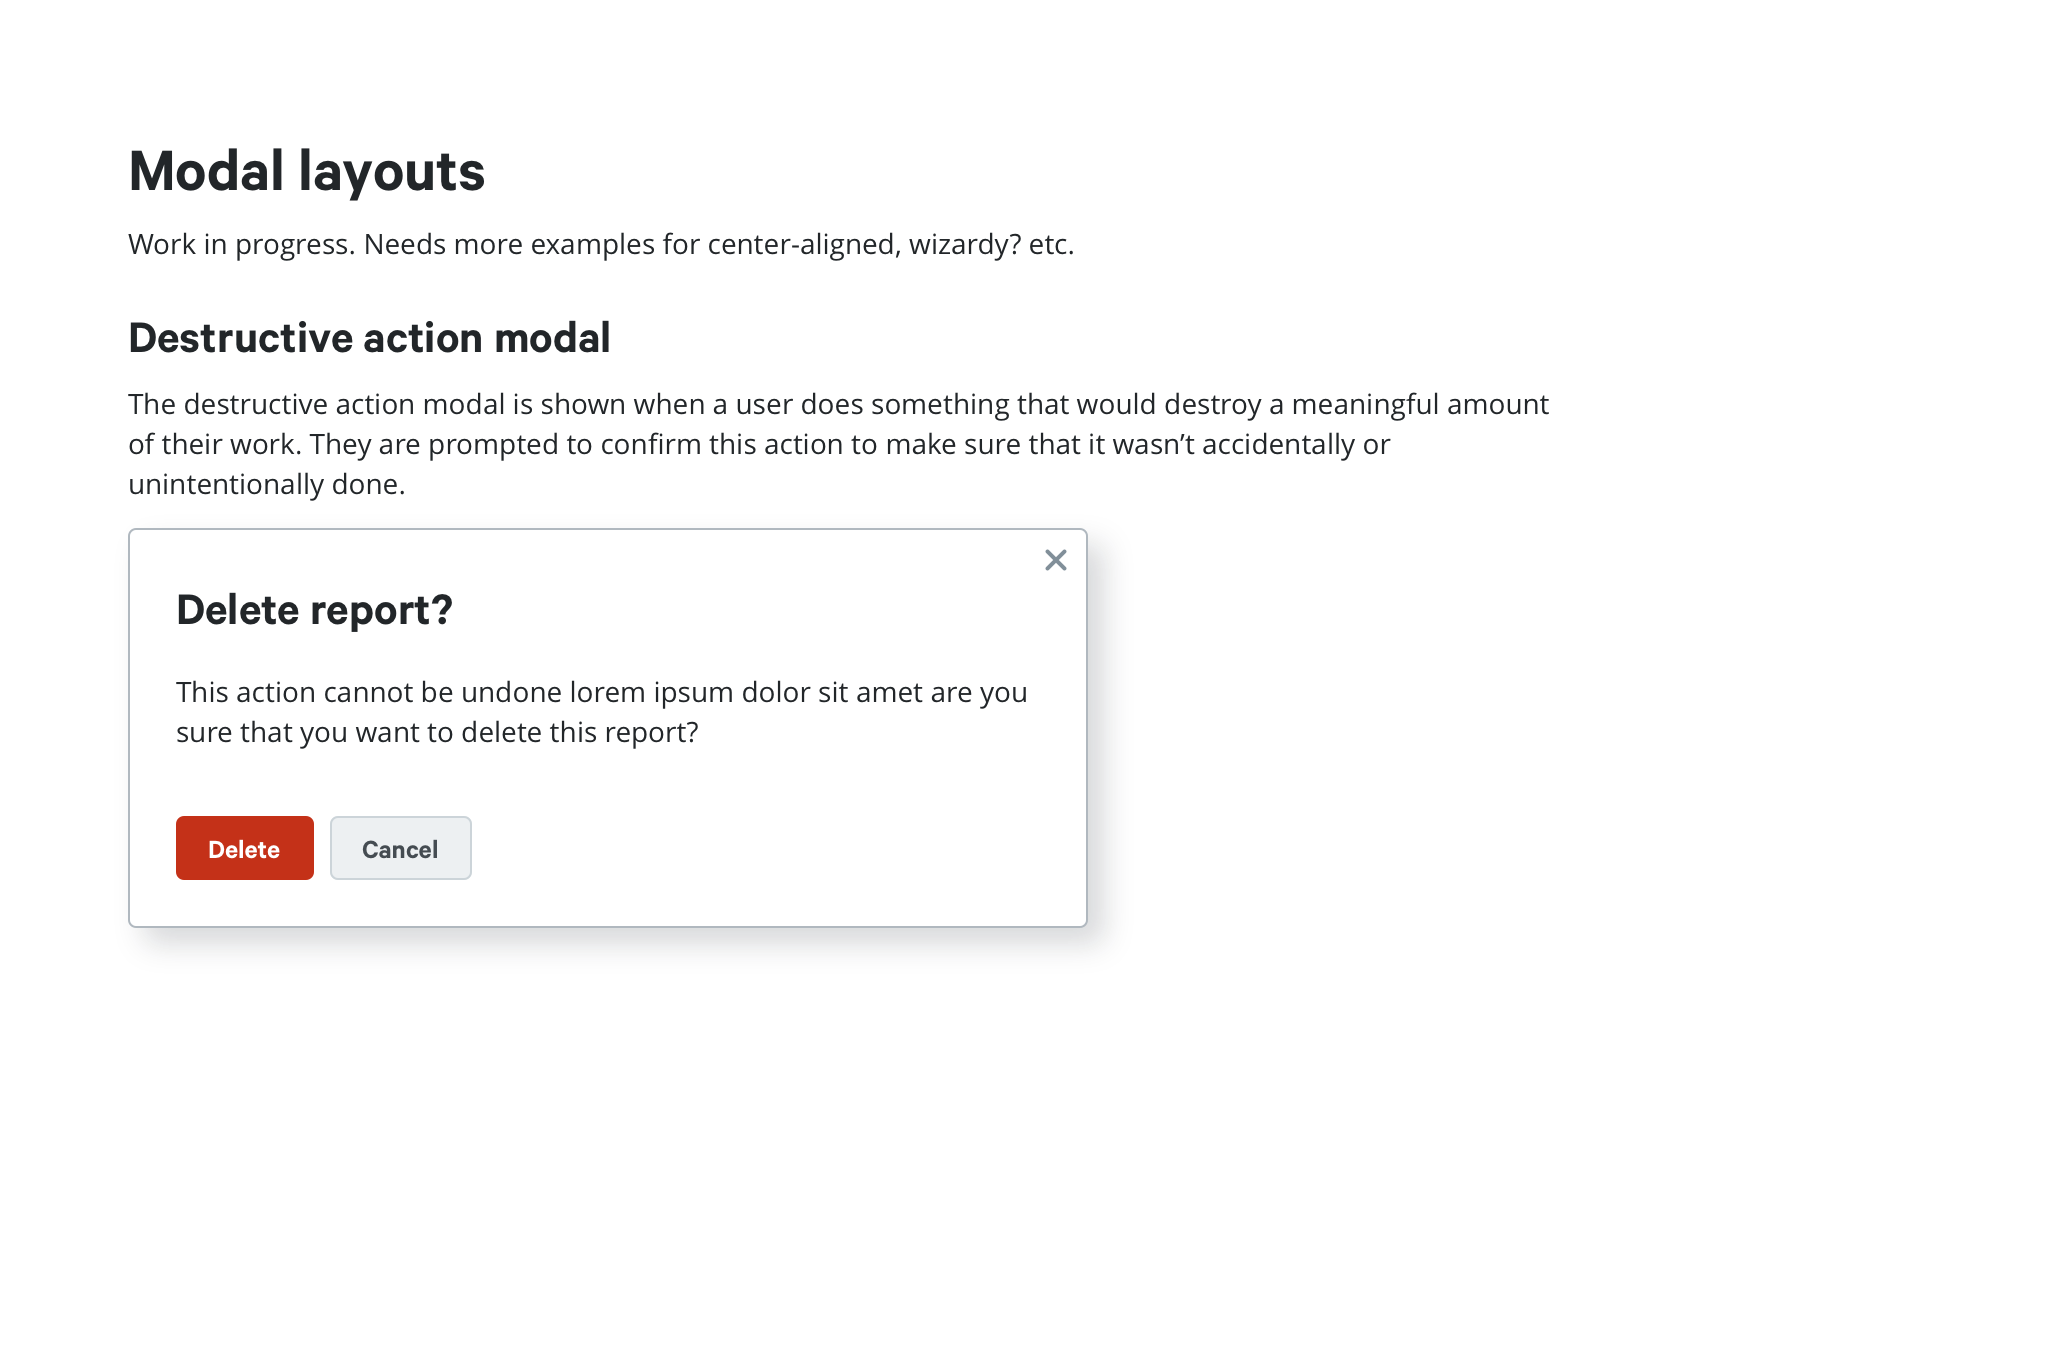 Modal layouts
Work in progress. Needs more examples for center-aligned, wizardy? etc.
Destructive action modal
The destructive action modal is shown when a user does something that would destroy a meaningful amount
of their work. They are prompted to confirm this action to make sure that it wasn’t accidentally or
unintentionally done.
Delete report?
This action cannot be undone lorem ipsum dolor sit amet are you
sure that you want to delete this report?
Delete Cancel